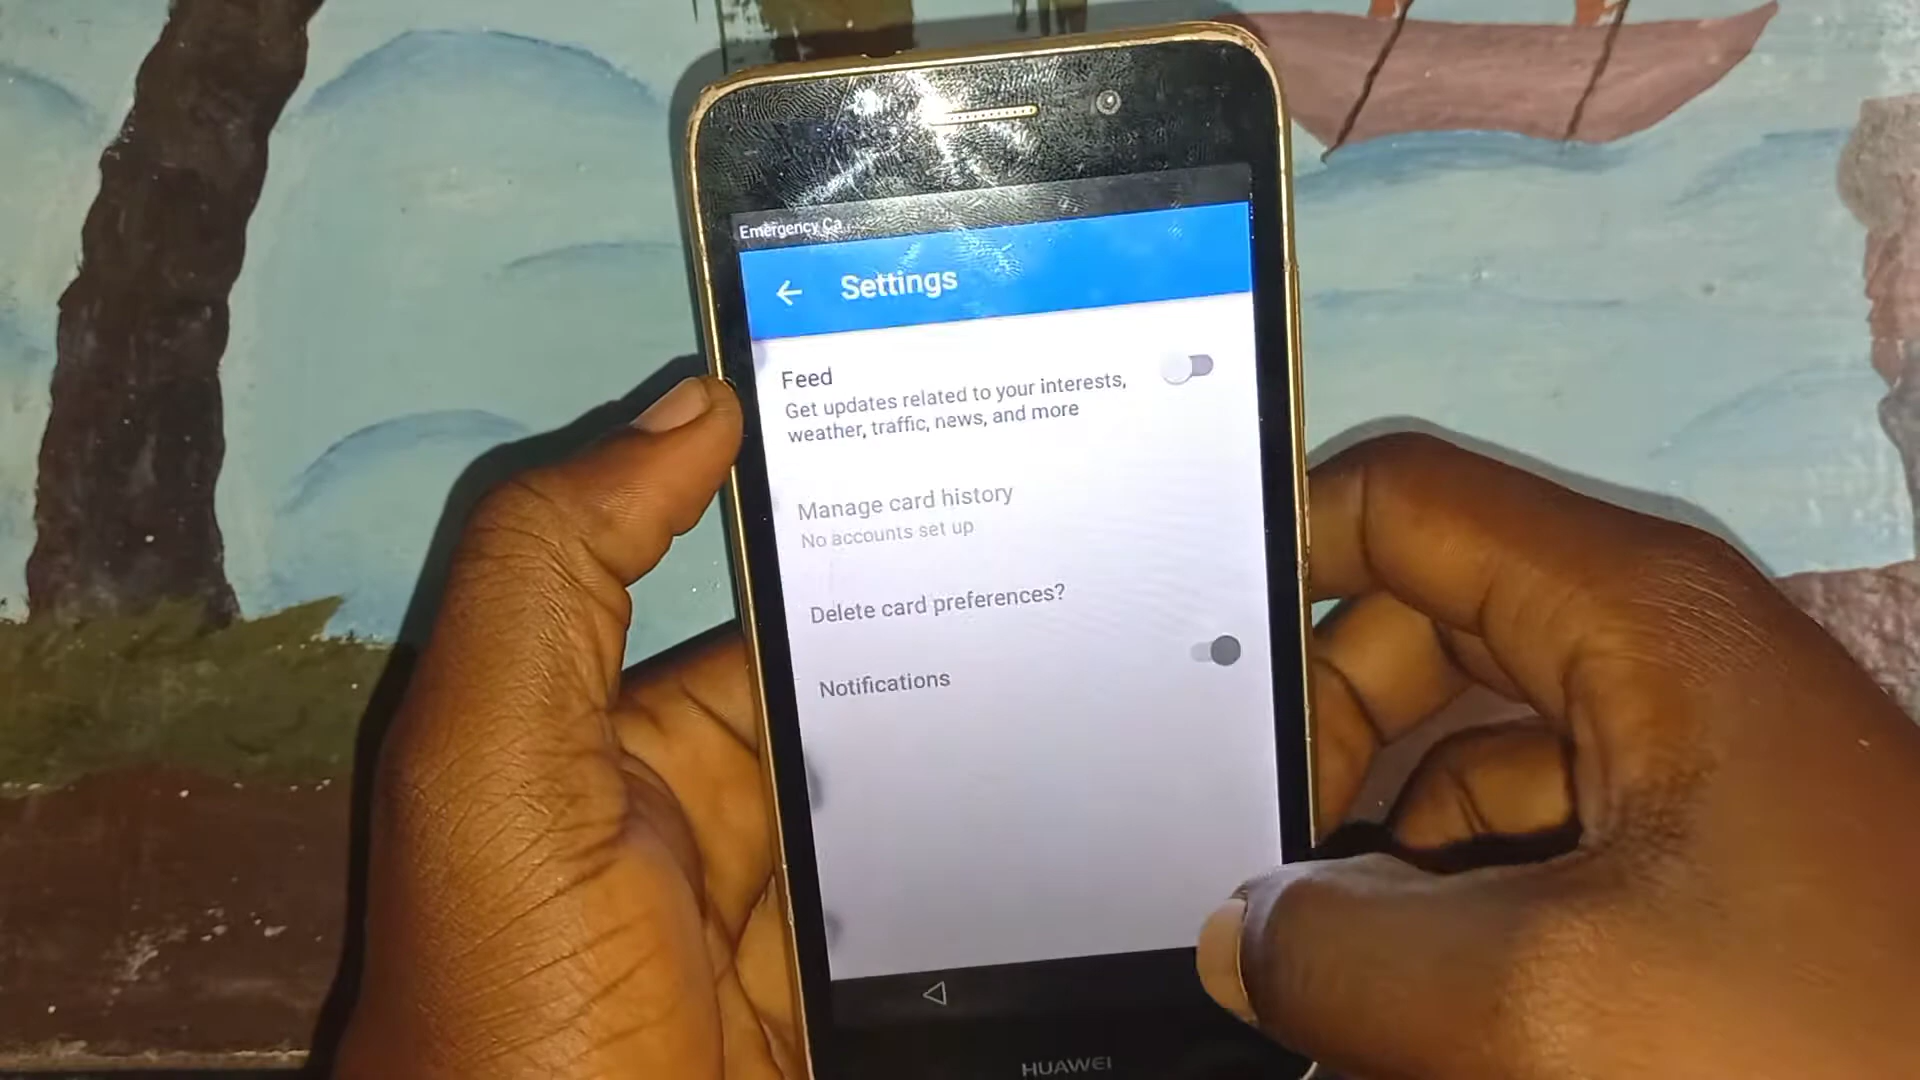 Emergency Ca
Settings
Feed
Get updates related to your interests,
weather, traffic, news, and more
Manage card history
No accounts set up
Delete card preferences?
Notifications
HUAWEI